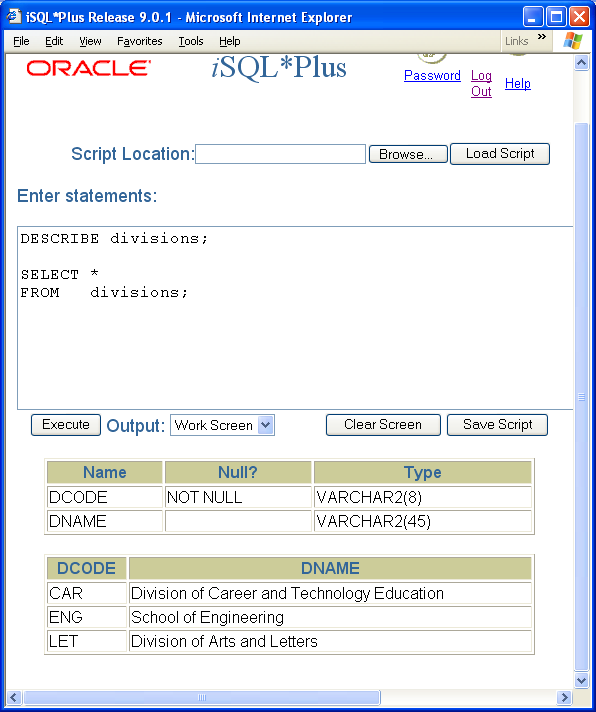 iSQL*Plus Release 9.0.1 - Microsoft Internet Explorer
File Edit View Favorites Tools Help Links »
ORACLE® iSQL*Plus
Password Log Out Help
Script Location: Browse... Load Script
Enter statements:
DESCRIBE divisions;
SELECT *
FROM divisions;
Execute Output: Work Screen Clear Screen Save Script
Name Null? Type
DCODE NOT NULL VARCHAR2(8)
DNAME VARCHAR2(45)
DCODE DNAME
CAR Division of Career and Technology Education
ENG School of Engineering
LET Division of Arts and Letters